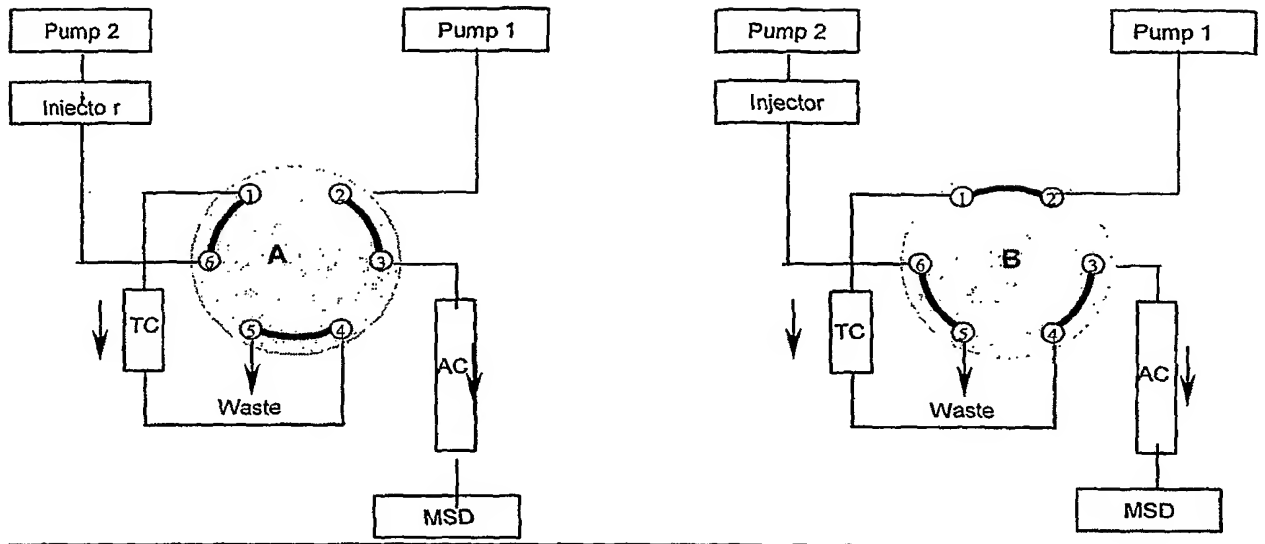 Pump 2
Pump 1
Iniecto r
1
2
A
6
3
TC
5
4
Waste
AC
MSD
Pump 2
Pump 1
Injector
1
2
B
6
3
TC
5
4
Waste
AC
MSD